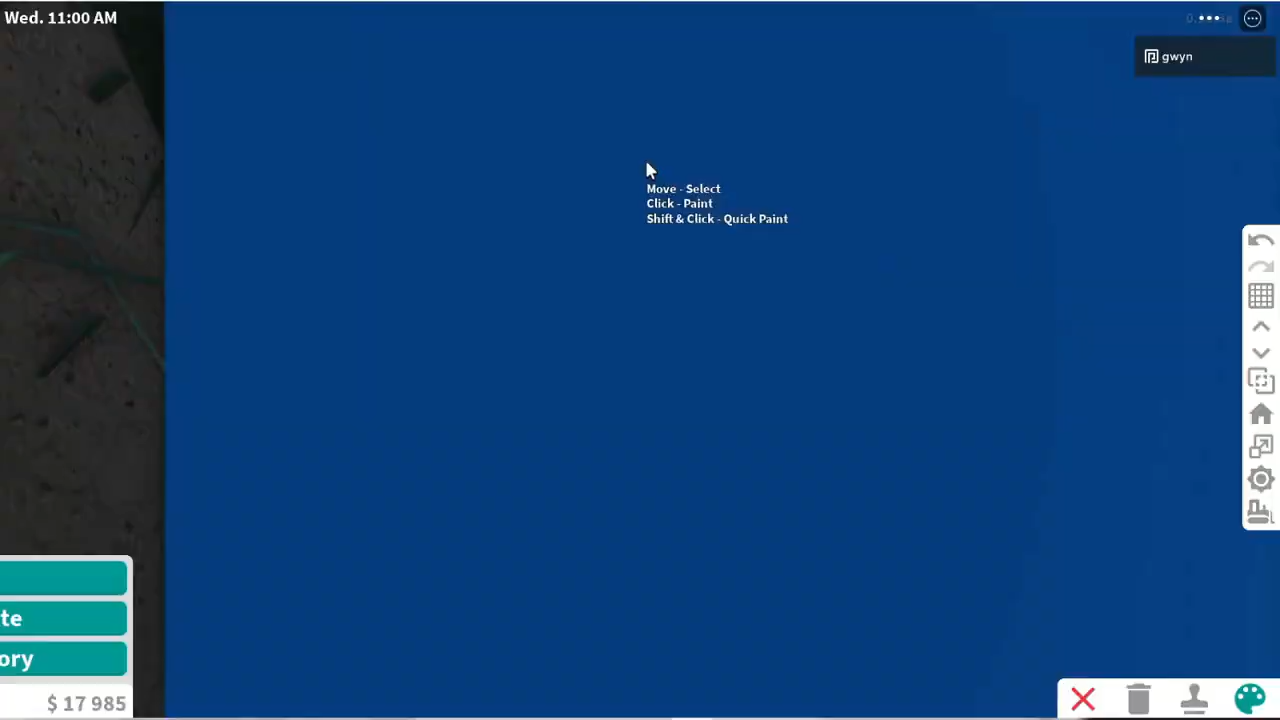 Wed. 11:00 AM
gwyn
Move - Select
Click - Paint
Shift & Click - Quick Paint
te
ory
$ 17 985